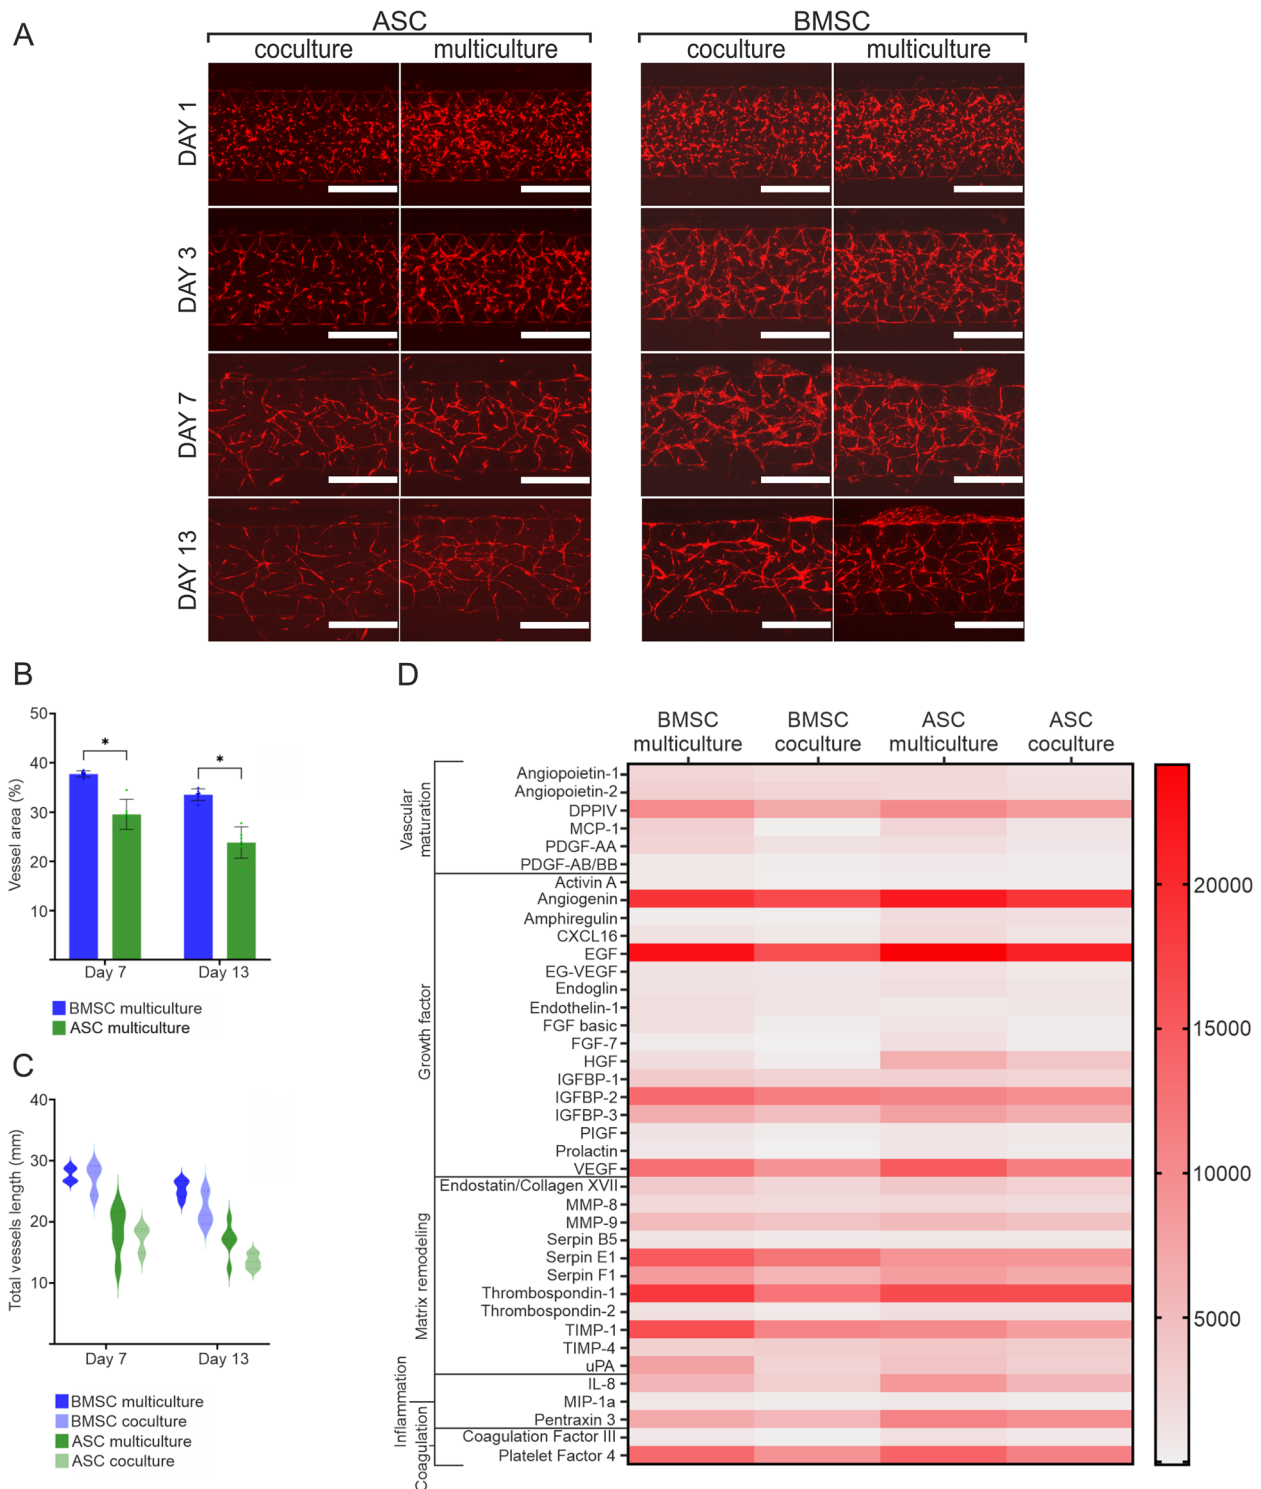 A
ASC
BMSC
coculture
multiculture
coculture
multiculture
DAY 1
DAY 3
DAY 7
DAY 13
B
50
40
30
20
10
Vessel area (%)
*
*
Day 7
Day 13
BMSC multiculture
ASC multiculture
C
40
30
20
10
Total vessels length (mm)
Day 7
Day 13
BMSC multiculture
BMSC coculture
ASC multiculture
ASC coculture
D
BMSC
multiculture
BMSC
coculture
ASC
multiculture
ASC
coculture
Vascular
maturation
Angiopoietin-1
Angiopoietin-2
DPPIV
MCP-1
PDGF-AA
PDGF-AB/BB
Growth factor
Activin A
Angiogenin
Amphiregulin
CXCL16
EGF
EG-VEGF
Endoglin
Endothelin-1
FGF basic
FGF-7
HGF
IGFBP-1
IGFBP-2
IGFBP-3
PIGF
Prolactin
VEGF
Matrix remodeling
Endostatin/Collagen XVII
MMP-8
MMP-9
Serpin B5
Serpin E1
Serpin F1
Thrombospondin-1
Thrombospondin-2
TIMP-1
TIMP-4
uPA
Inflammation
IL-8
MIP-1a
Pentraxin 3
Coagulation
Coagulation Factor III
Platelet Factor 4
20000
15000
10000
5000